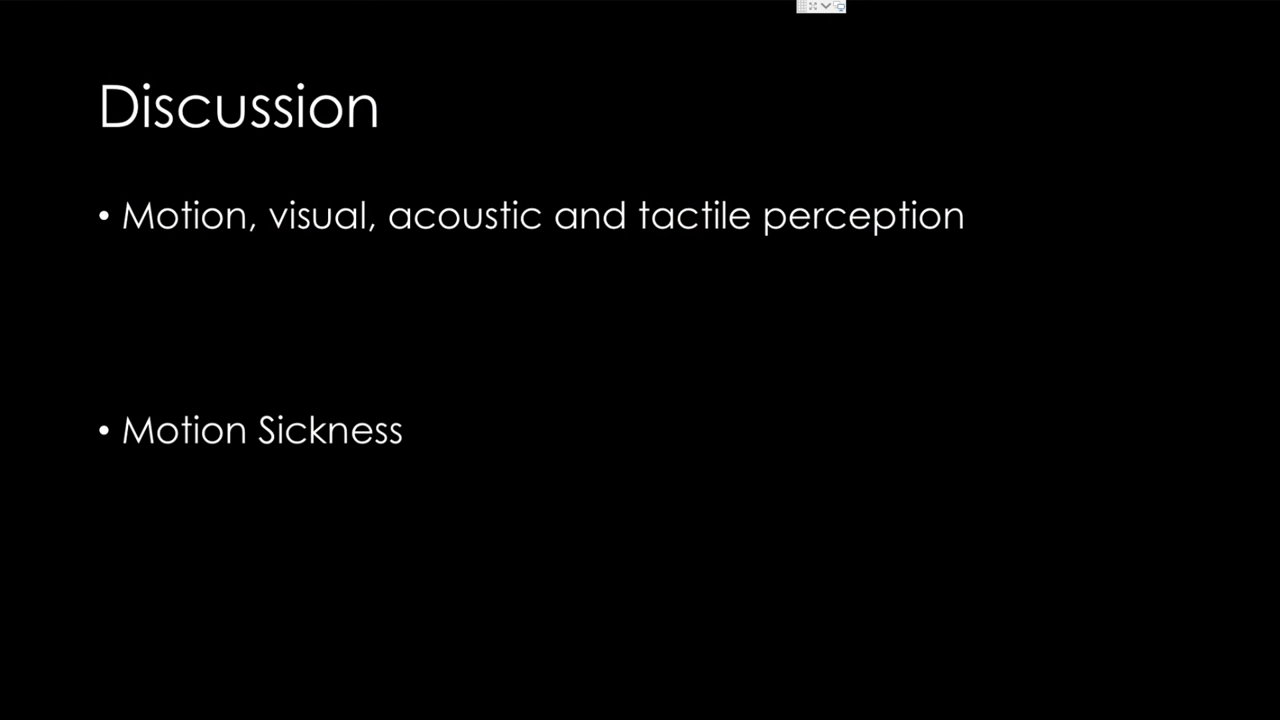 Discussion
• Motion, visual, acoustic and tactile perception
• Motion Sickness